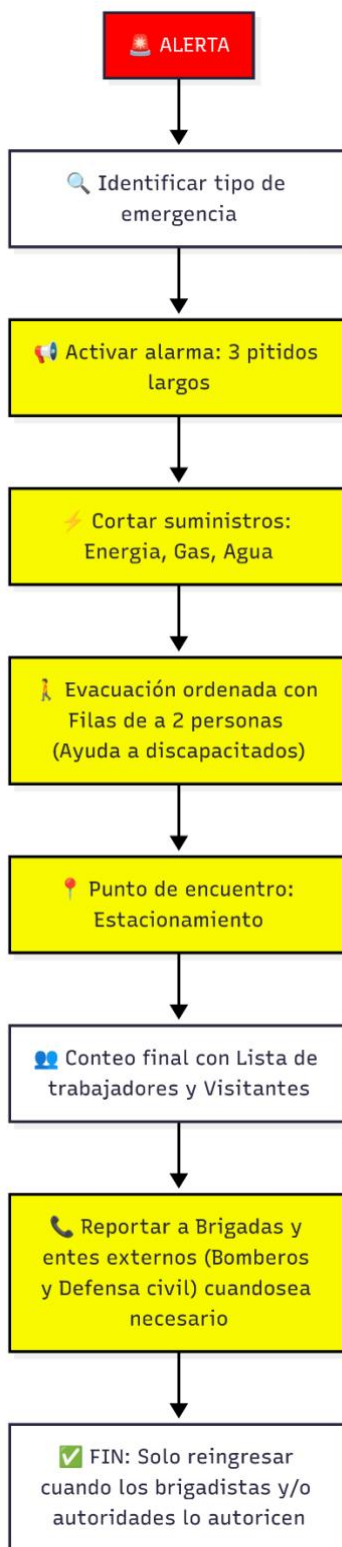 🚨 ALERTA
🔍 Identificar tipo de
emergencia
📢 Activar alarma: 3 pitidos
largos
⚡ Cortar suministros:
Energia, Gas, Agua
🚶 Evacuación ordenada con
Filas de a 2 personas
(Ayuda a discapacitados)
📍 Punto de encuentro:
Estacionamiento
👥 Conteo final con Lista de
trabajadores y Visitantes
📞 Reportar a Brigadas y
entes externos (Bomberos
y Defensa civil) cuandosea
necesario
✅ FIN: Solo reingresar
cuando los brigadistas y/o
autoridades lo autoricen